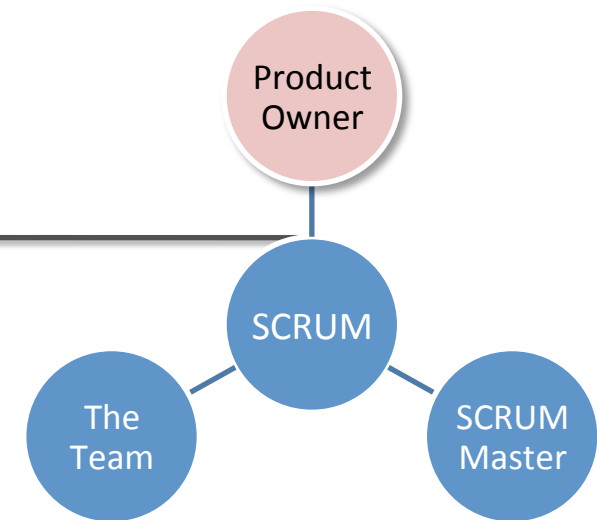 Product
Owner
SCRUM
The
Team
SCRUM
Master